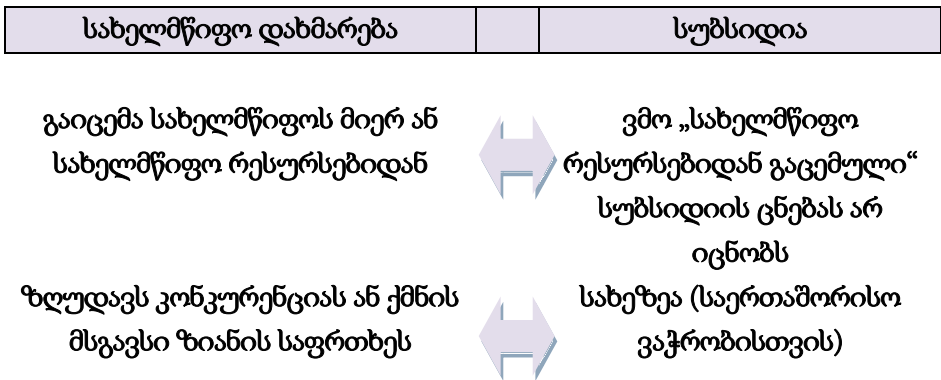 სახელმწიფო დახმარება
სუბსიდია
გაიცემა სახელმწიფოს მიერ ან
სახელმწიფო რესურსებიდან
ვმო „სახელმწიფო
რესურსებიდან გაცემული“
სუბსიდიის ცნებას არ
იცნობს
ზღუდავს კონკურენციას ან ქმნის
მსგავსი ზიანის საფრთხეს
სახეზეა (საერთაშორისო
ვაჭრობისთვის)